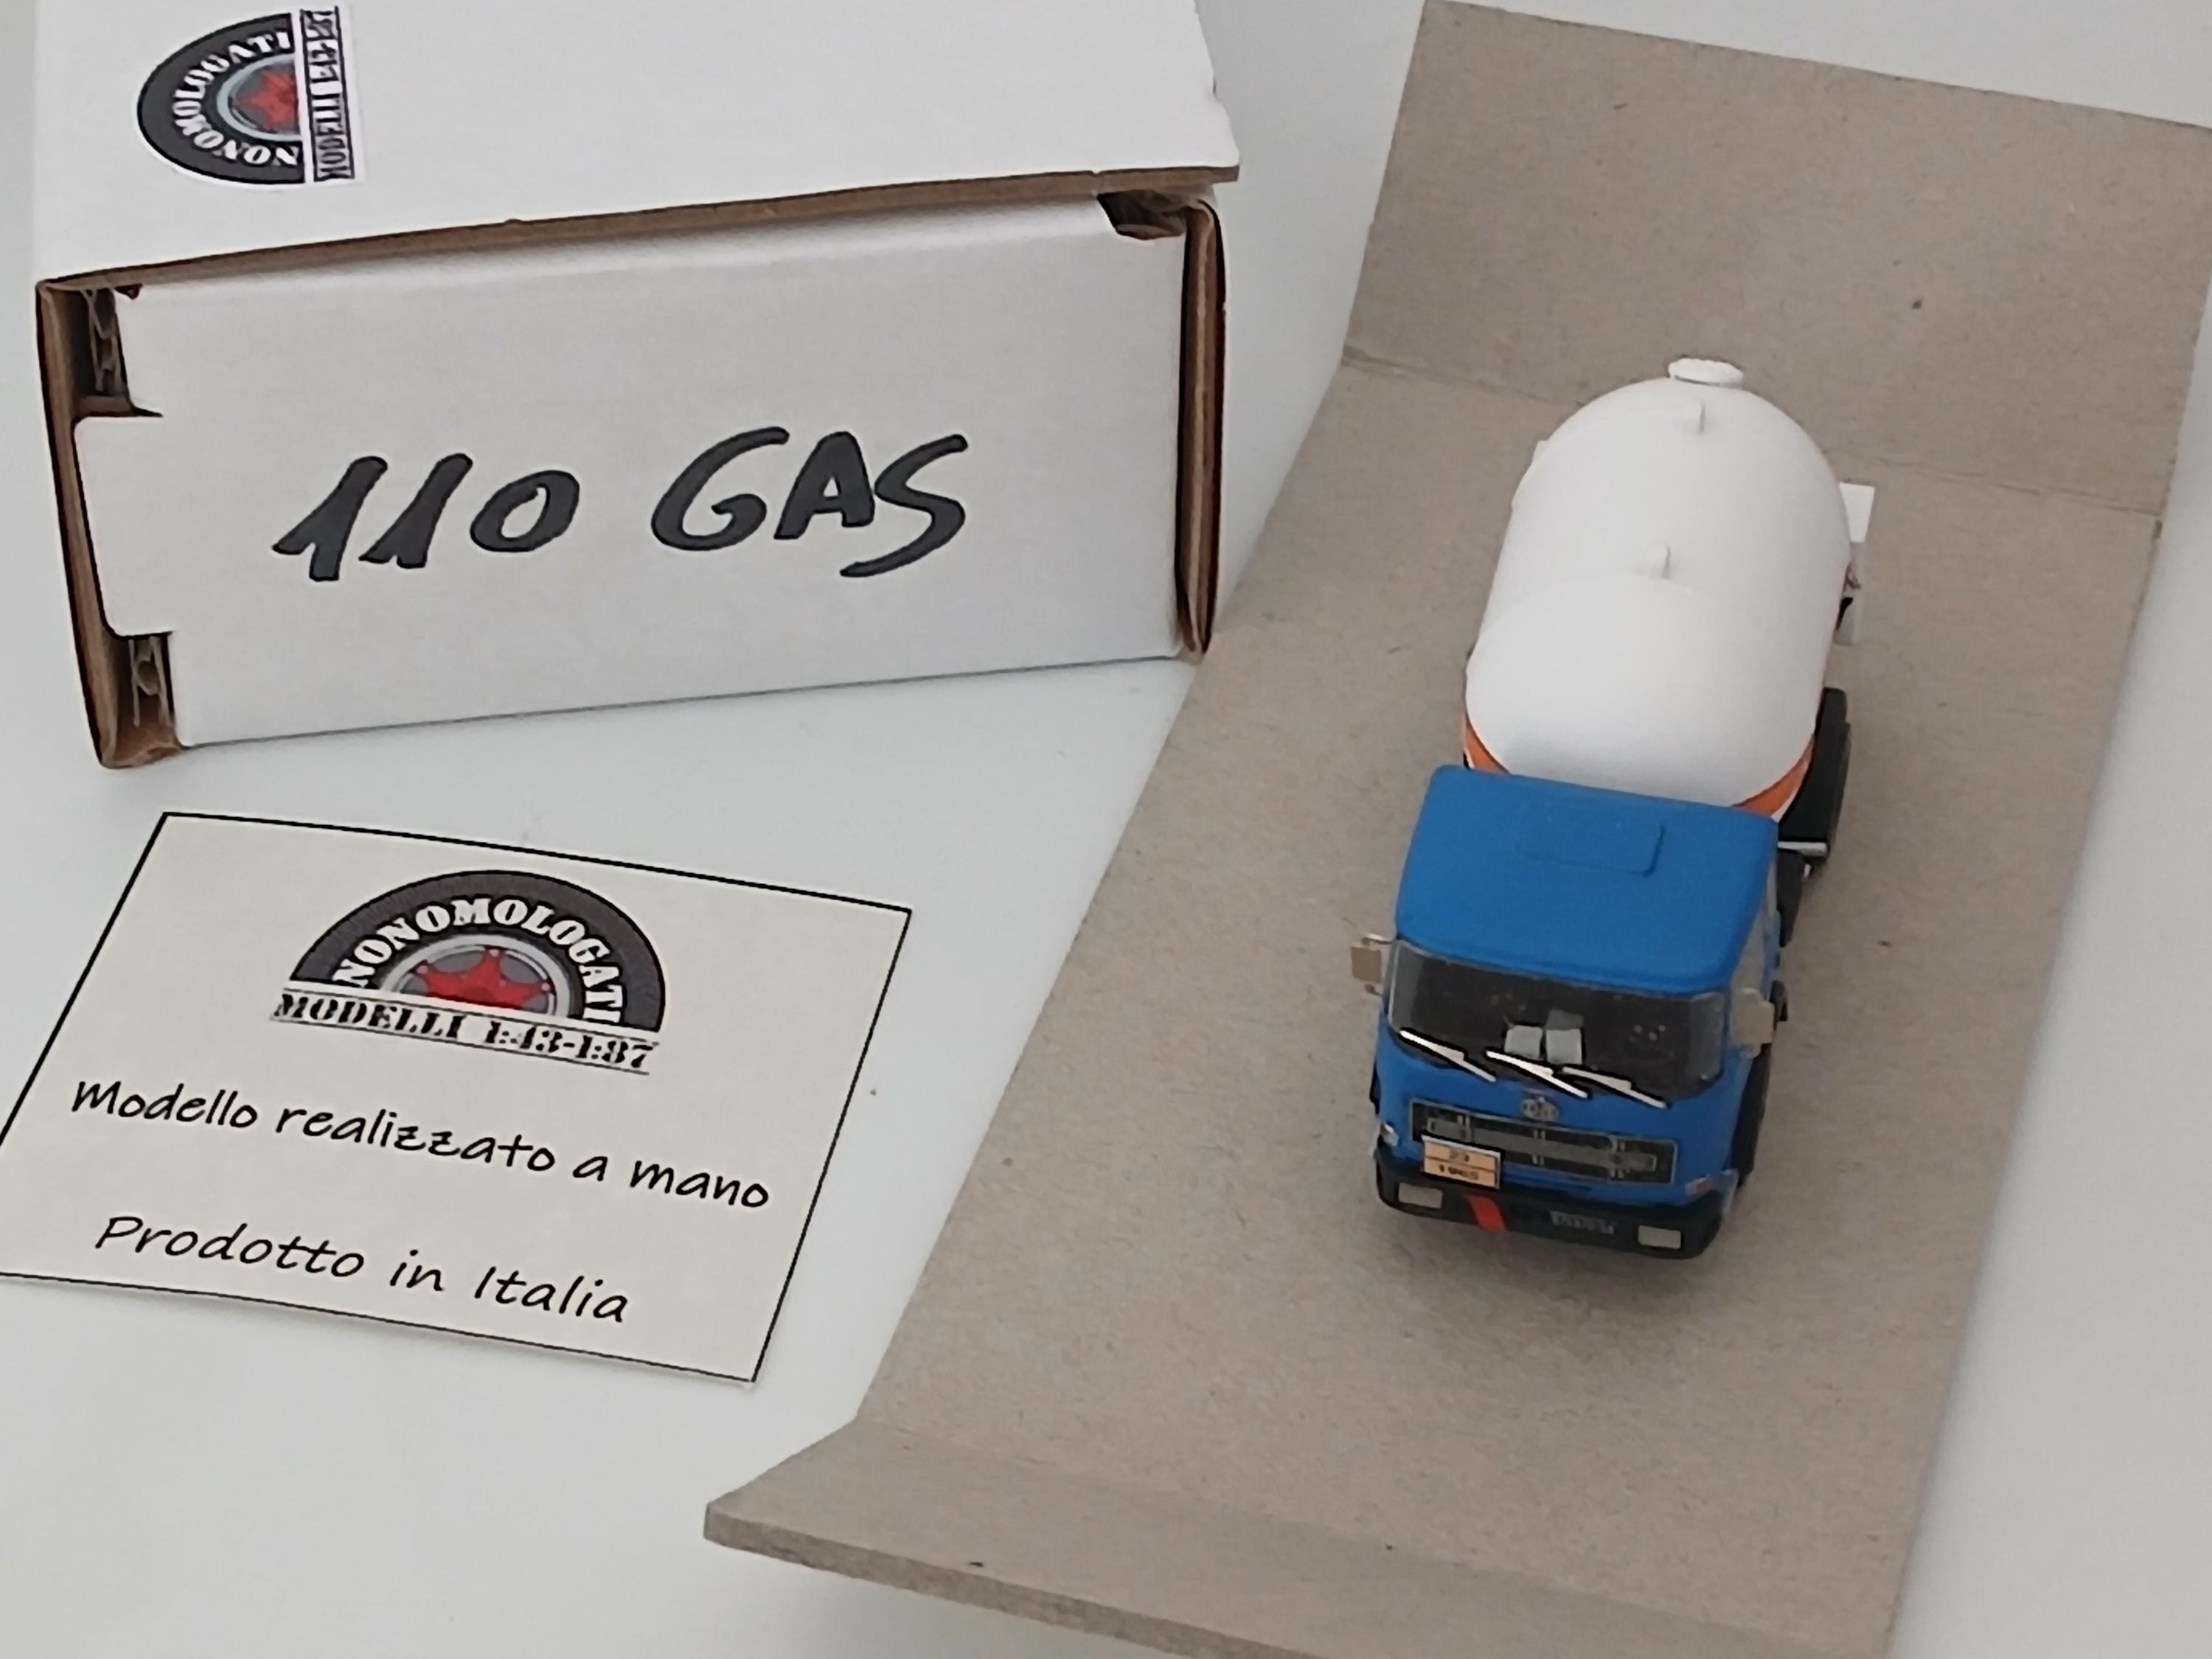 NONOMOLOGATI
MODELLI 1:43-1:87
110 GAS
NONOMOLOGATI
MODELLI 1:43-1:87
Modello realizzato a mano
Prodotto in Italia
23